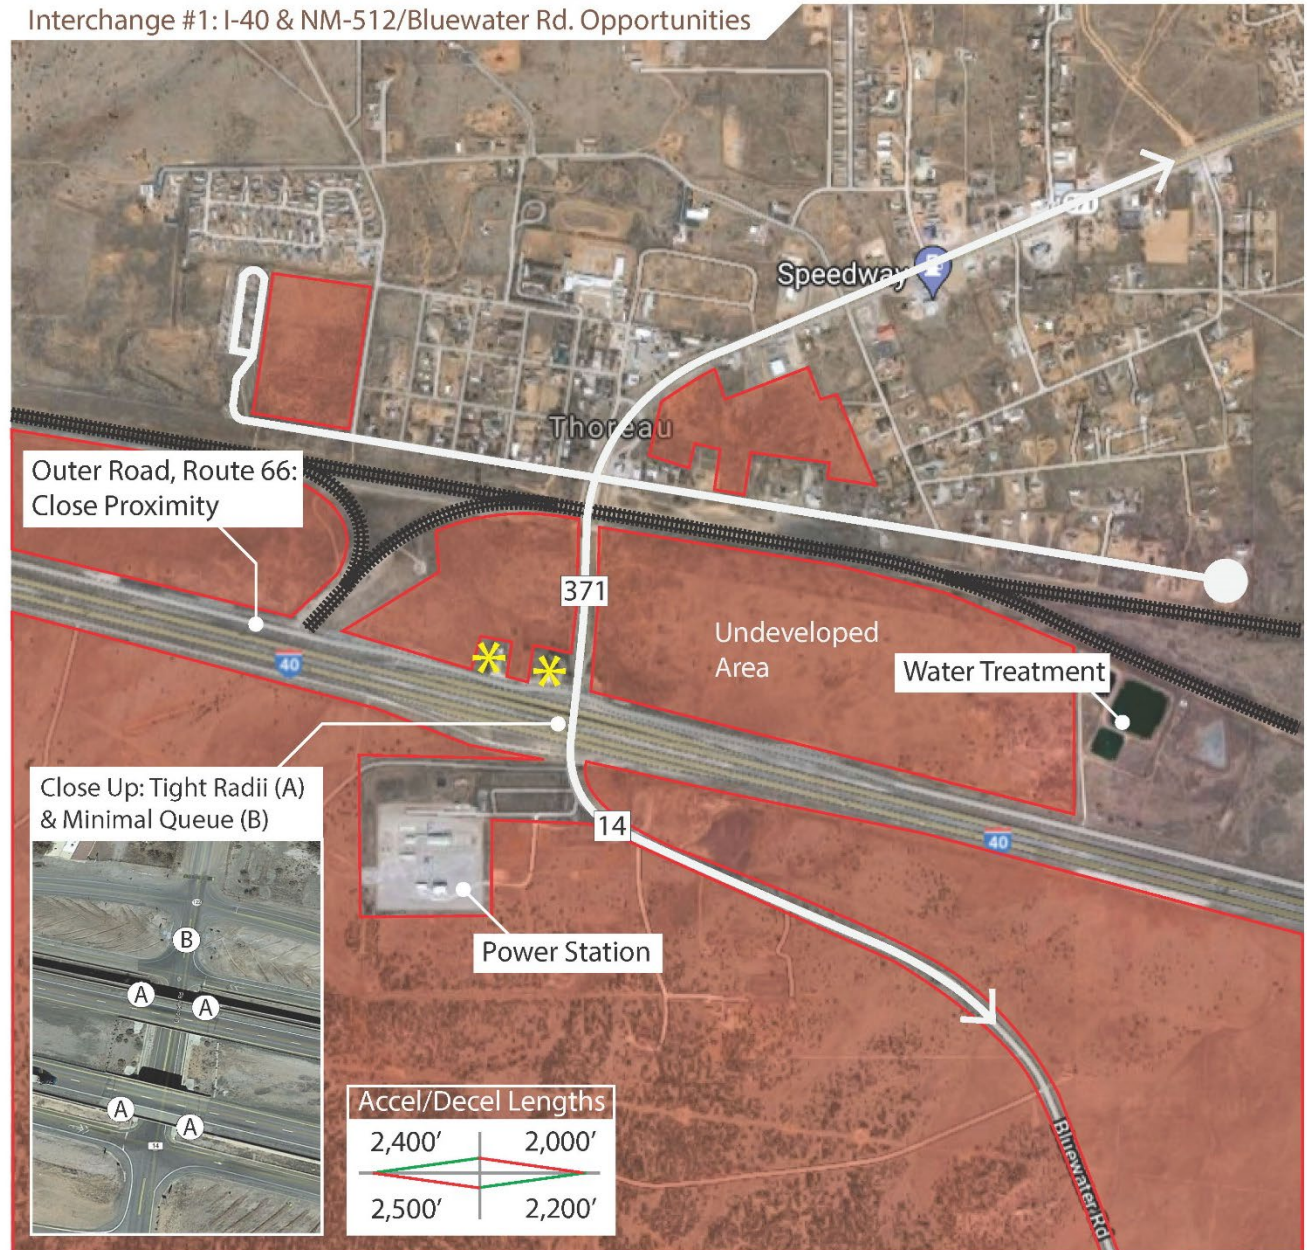 Interchange #1: I-40 & NM-512/Bluewater Rd. Opportunities
Speedway
Thoreau
Outer Road, Route 66:
Close Proximity
371
Undeveloped
Area
40
Water Treatment
Close Up: Tight Radii (A)
& Minimal Queue (B)
14
40
B
A
A
Power Station
A
A
14
Accel/Decel Lengths
2,400’ 2,000’
2,500’ 2,200’
Bluewater Rd